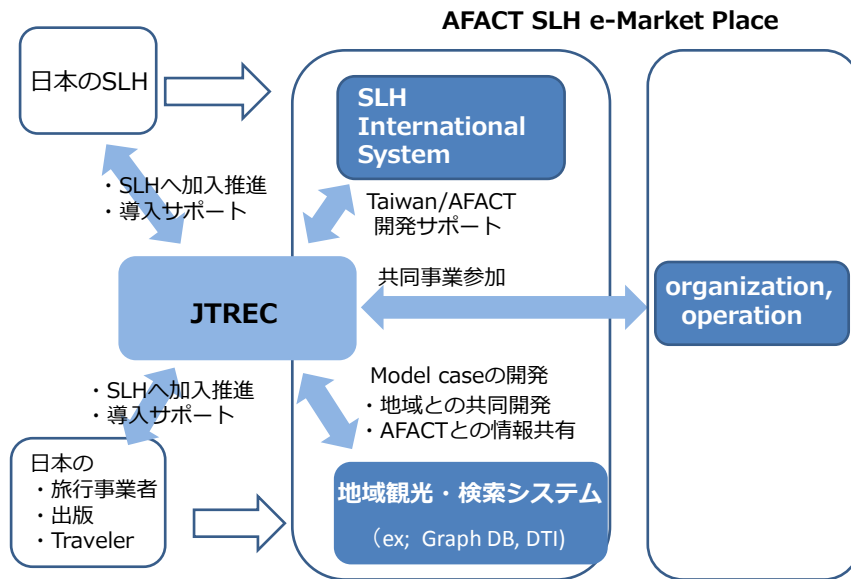 AFACT SLH e-Market Place
日本のSLH
SLH
International
System
・SLHへ加入推進
・導入サポート
Taiwan/AFACT
開発サポート
共同事業参加
JTREC
organization,
operation
・SLHへ加入推進
・導入サポート
Model caseの開発
・地域との共同開発
・AFACTとの情報共有
日本の
・旅行事業者
・出版
・Traveler
地域観光・検索システム
（ex; Graph DB, DTI)